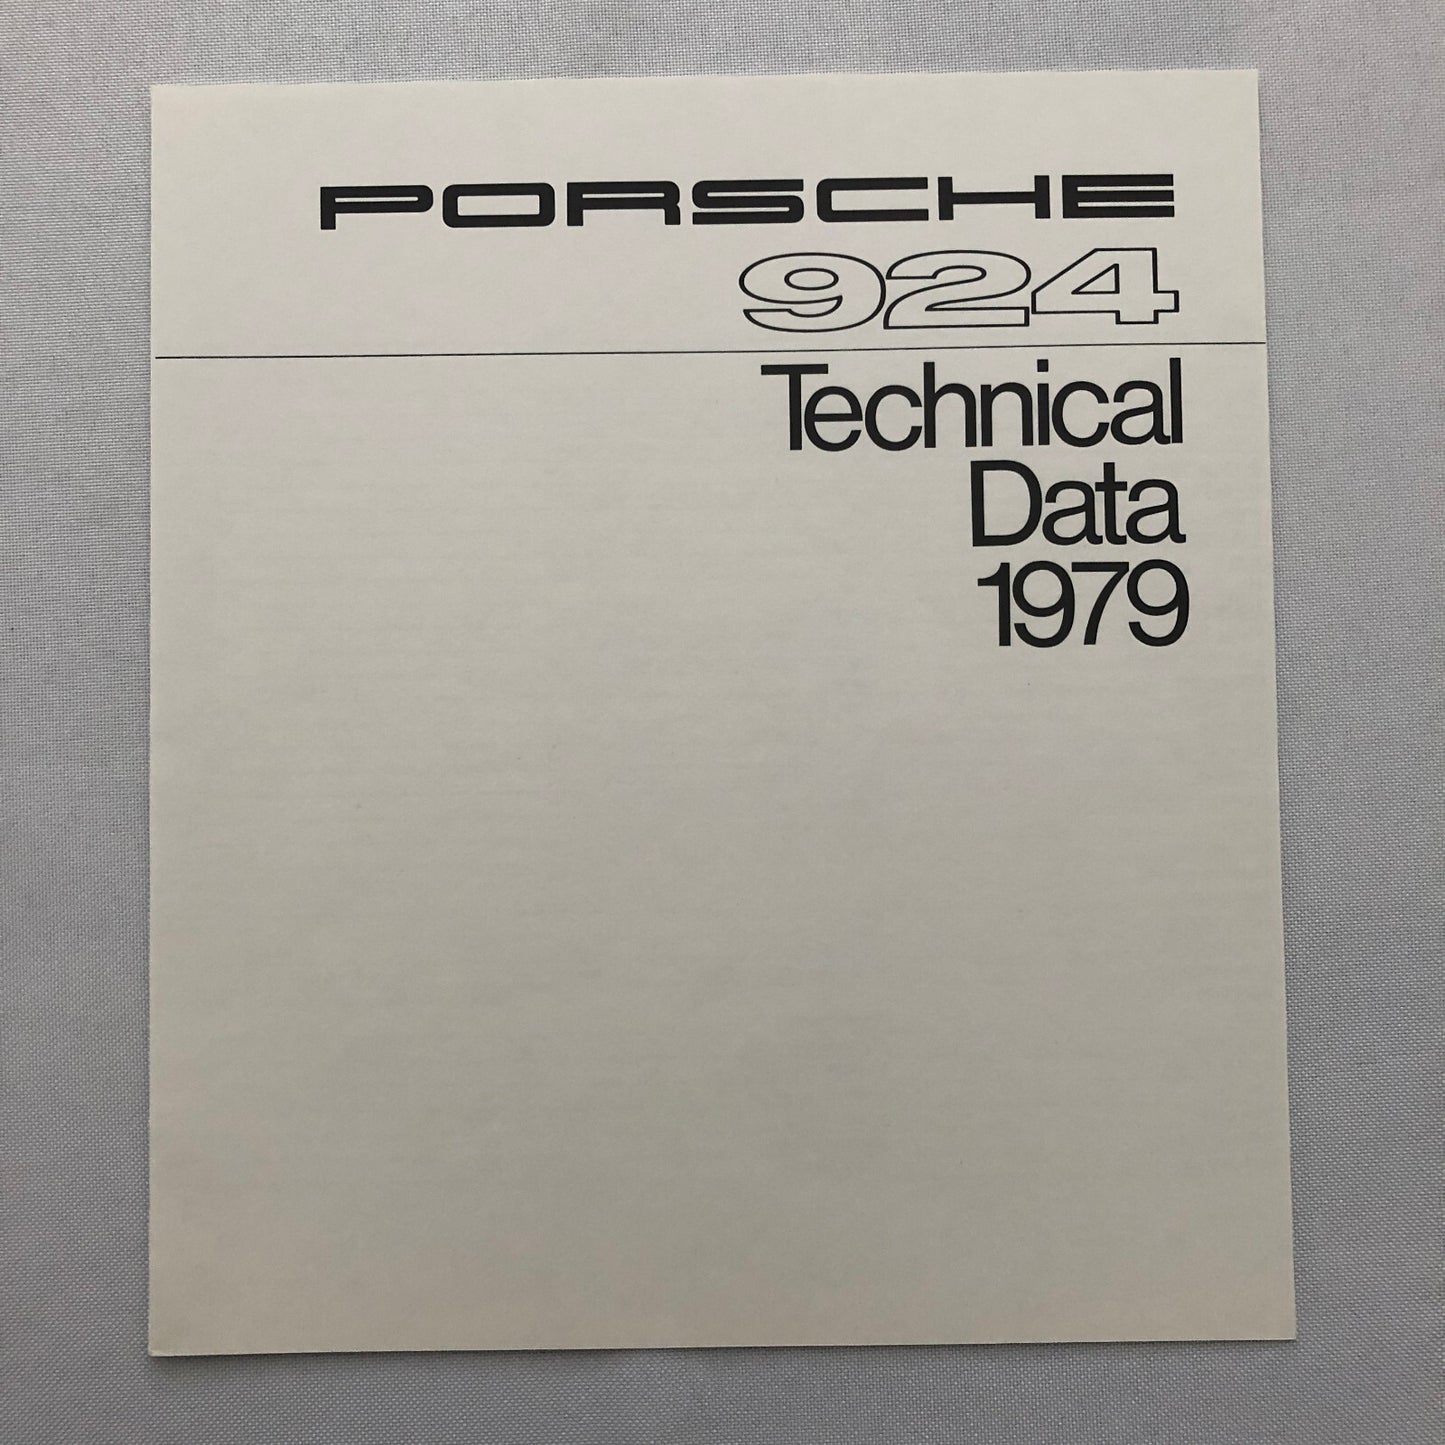 PORSCHE
924
Technical
Data
1979